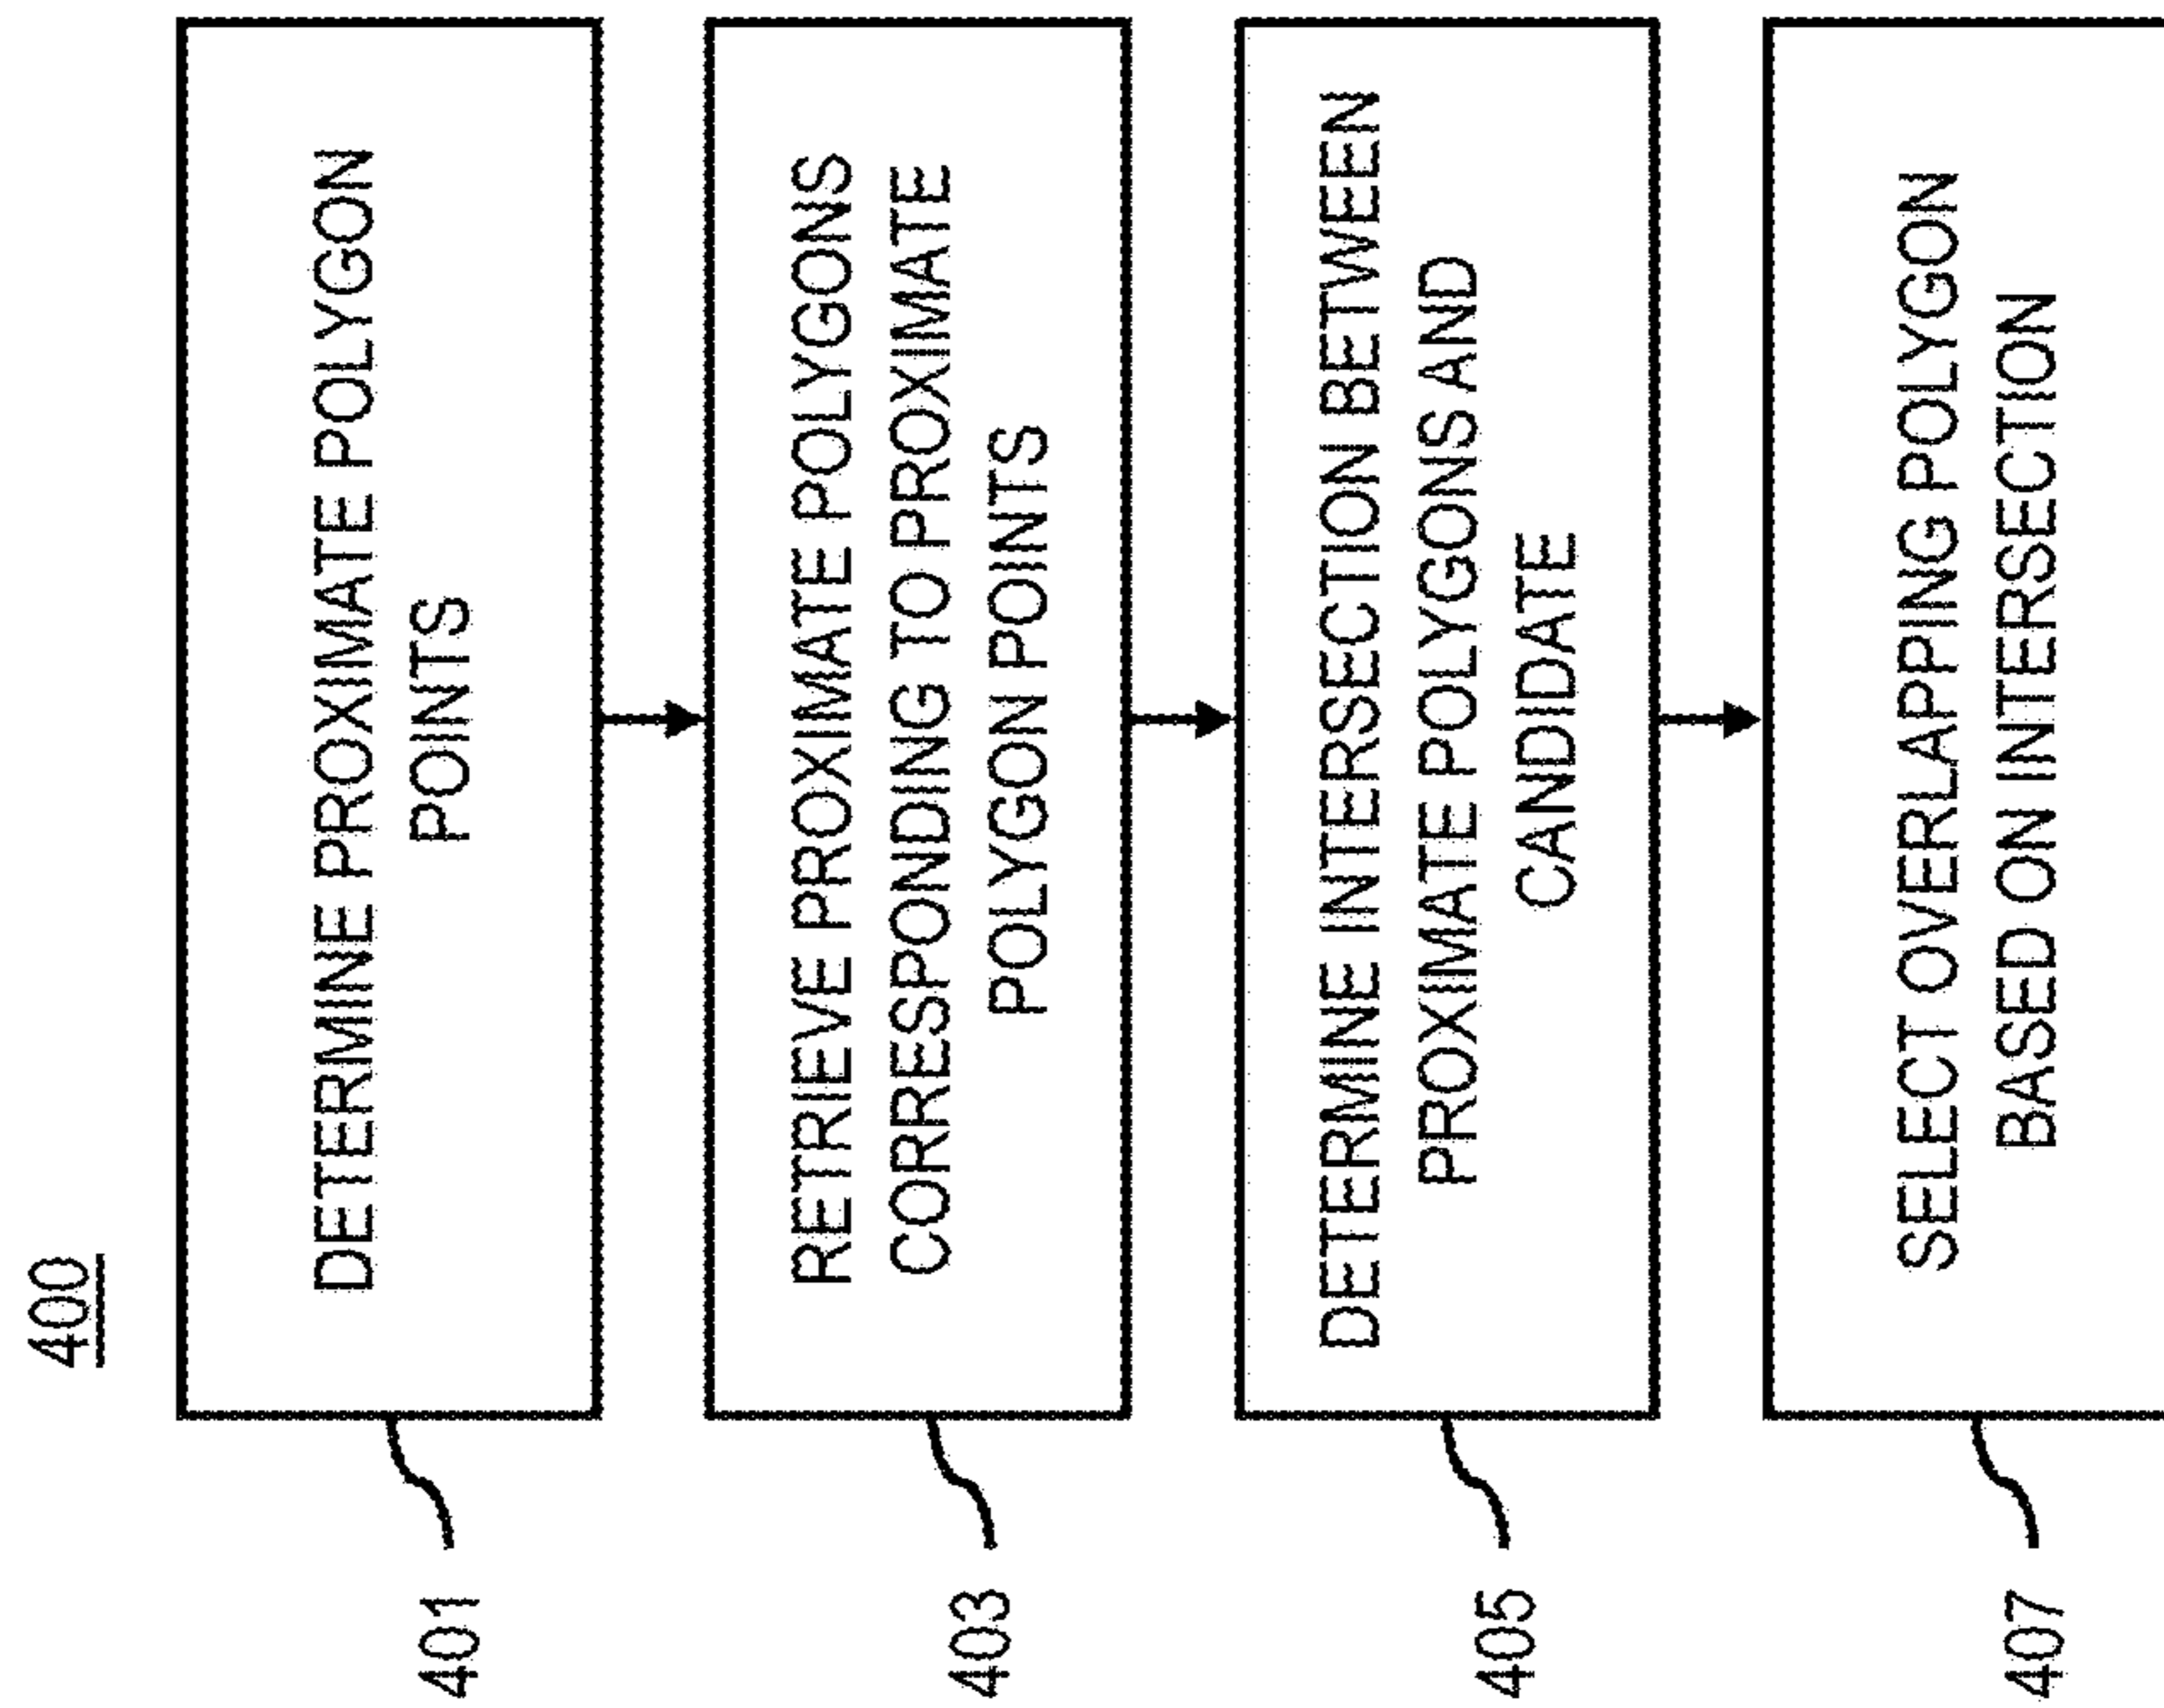 400
401
DETERMINE PROXIMATE POLYGON
POINTS
403
RETRIEVE PROXIMATE POLYGONS
CORRESPONDING TO PROXIMATE
POLYGON POINTS
405
DETERMINE INTERSECTION BETWEEN
PROXIMATE POLYGONS AND
CANDIDATE
407
SELECT OVERLAPPING POLYGON
BASED ON INTERSECTION